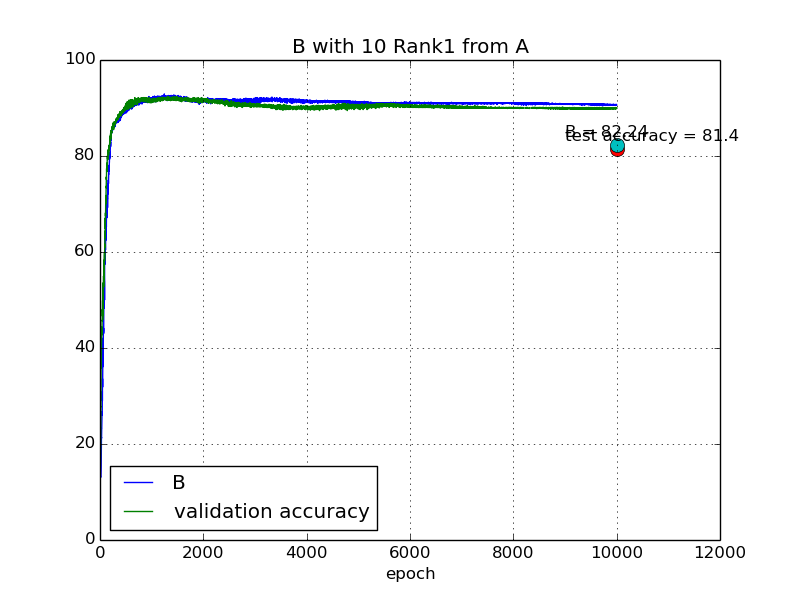 B with 10 Rank1 from A
100
80
60
40
20
0
B = 82.24
test accuracy = 81.4
B
validation accuracy
0
2000
4000
6000
8000
10000
12000
epoch